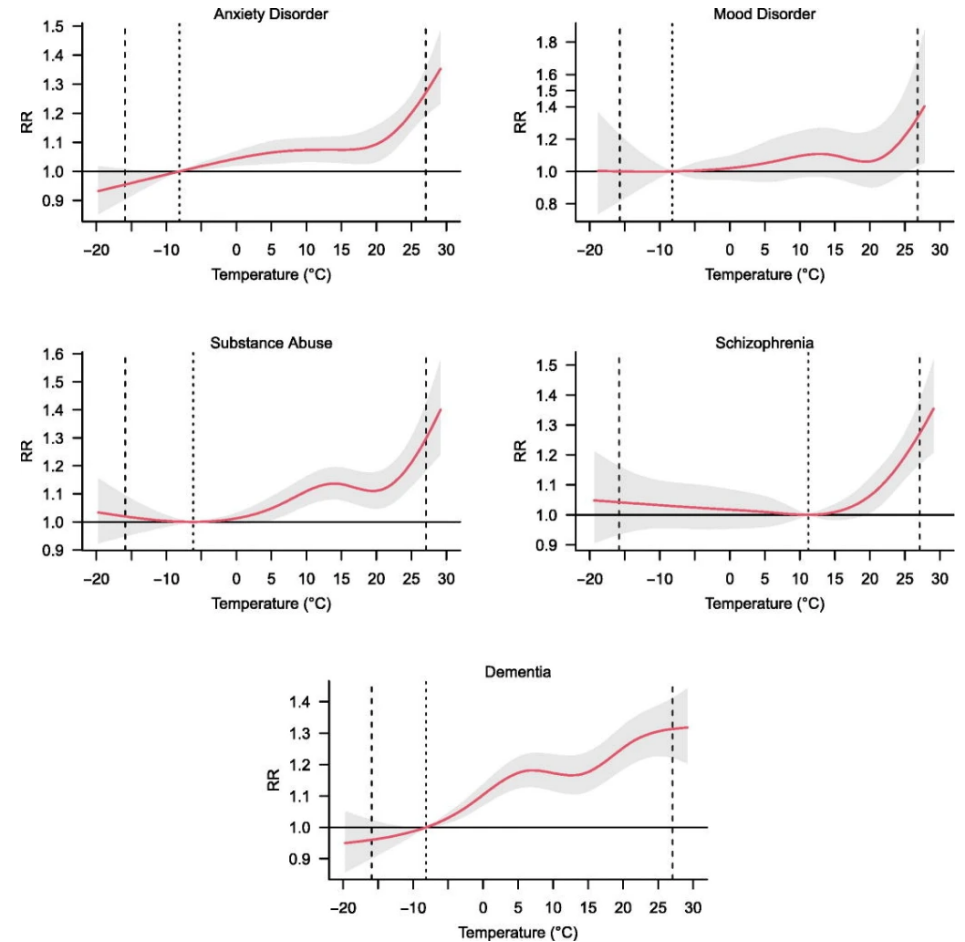 Anxiety Disorder
1.5
1.4
1.3
1.2
1.1
1.0
0.9
RR
−20 −10 0 5 10 15 20 25 30
Temperature (°C)
Mood Disorder
1.8
1.6
1.5
1.4
1.2
1.0
0.8
RR
−20 −10 0 5 10 15 20 25 30
Temperature (°C)
Substance Abuse
1.6
1.5
1.4
1.3
1.2
1.1
1.0
0.9
RR
−20 −10 0 5 10 15 20 25 30
Temperature (°C)
Schizophrenia
1.5
1.4
1.3
1.2
1.1
1.0
0.9
RR
−20 −10 0 5 10 15 20 25 30
Temperature (°C)
Dementia
1.4
1.3
1.2
1.1
1.0
0.9
RR
−20 −10 0 5 10 15 20 25 30
Temperature (°C)